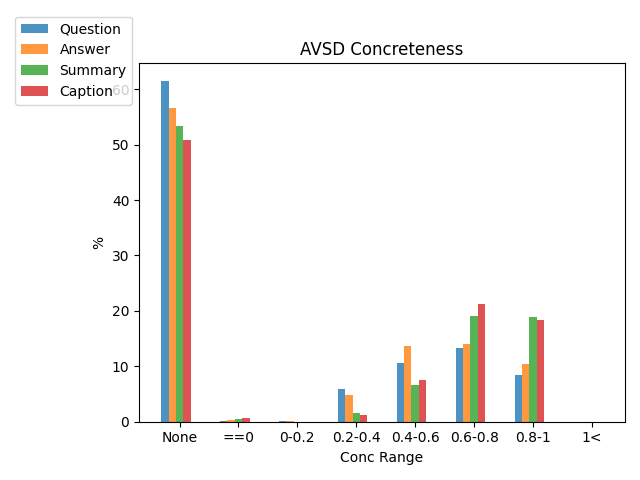 Question
Answer
Summary
Caption
AVSD Concreteness
60
50
40
30
20
10
0
%
None ==0 0-0.2 0.2-0.4 0.4-0.6 0.6-0.8 0.8-1 1<
Conc Range